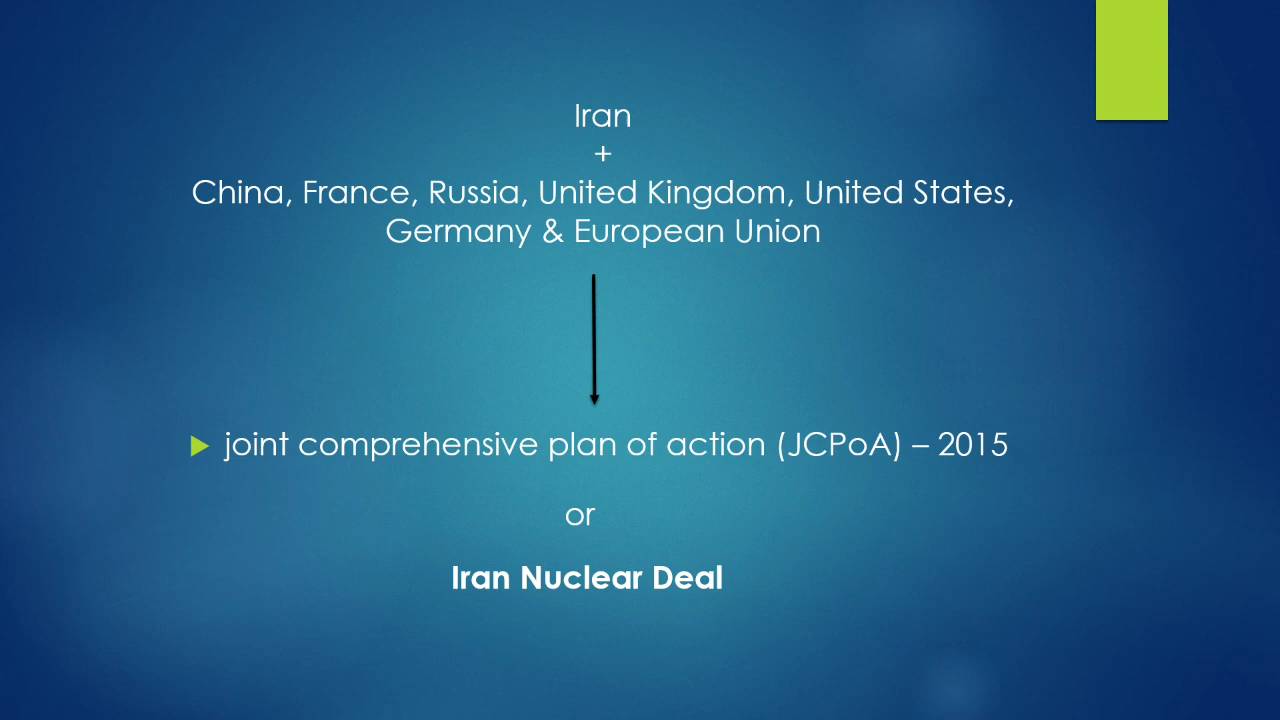 Iran
+
China, France, Russia, United Kingdom, United States,
Germany & European Union
joint comprehensive plan of action (JCPoA) – 2015
or
Iran Nuclear Deal